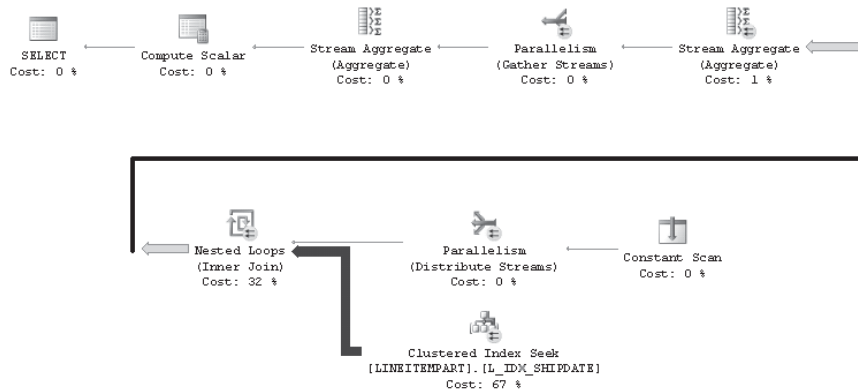 SELECT
Cost: 0 %
Compute Scalar
Cost: 0 %
Stream Aggregate
(Aggregate)
Cost: 0 %
Parallelism
(Gather Streams)
Cost: 0 %
Stream Aggregate
(Aggregate)
Cost: 1 %
Nested Loops
(Inner Join)
Cost: 32 %
Parallelism
(Distribute Streams)
Cost: 0 %
Constant Scan
Cost: 0 %
Clustered Index Seek
[LINEITEMPART].[L_IDX_SHIPDATE]
Cost: 67 %